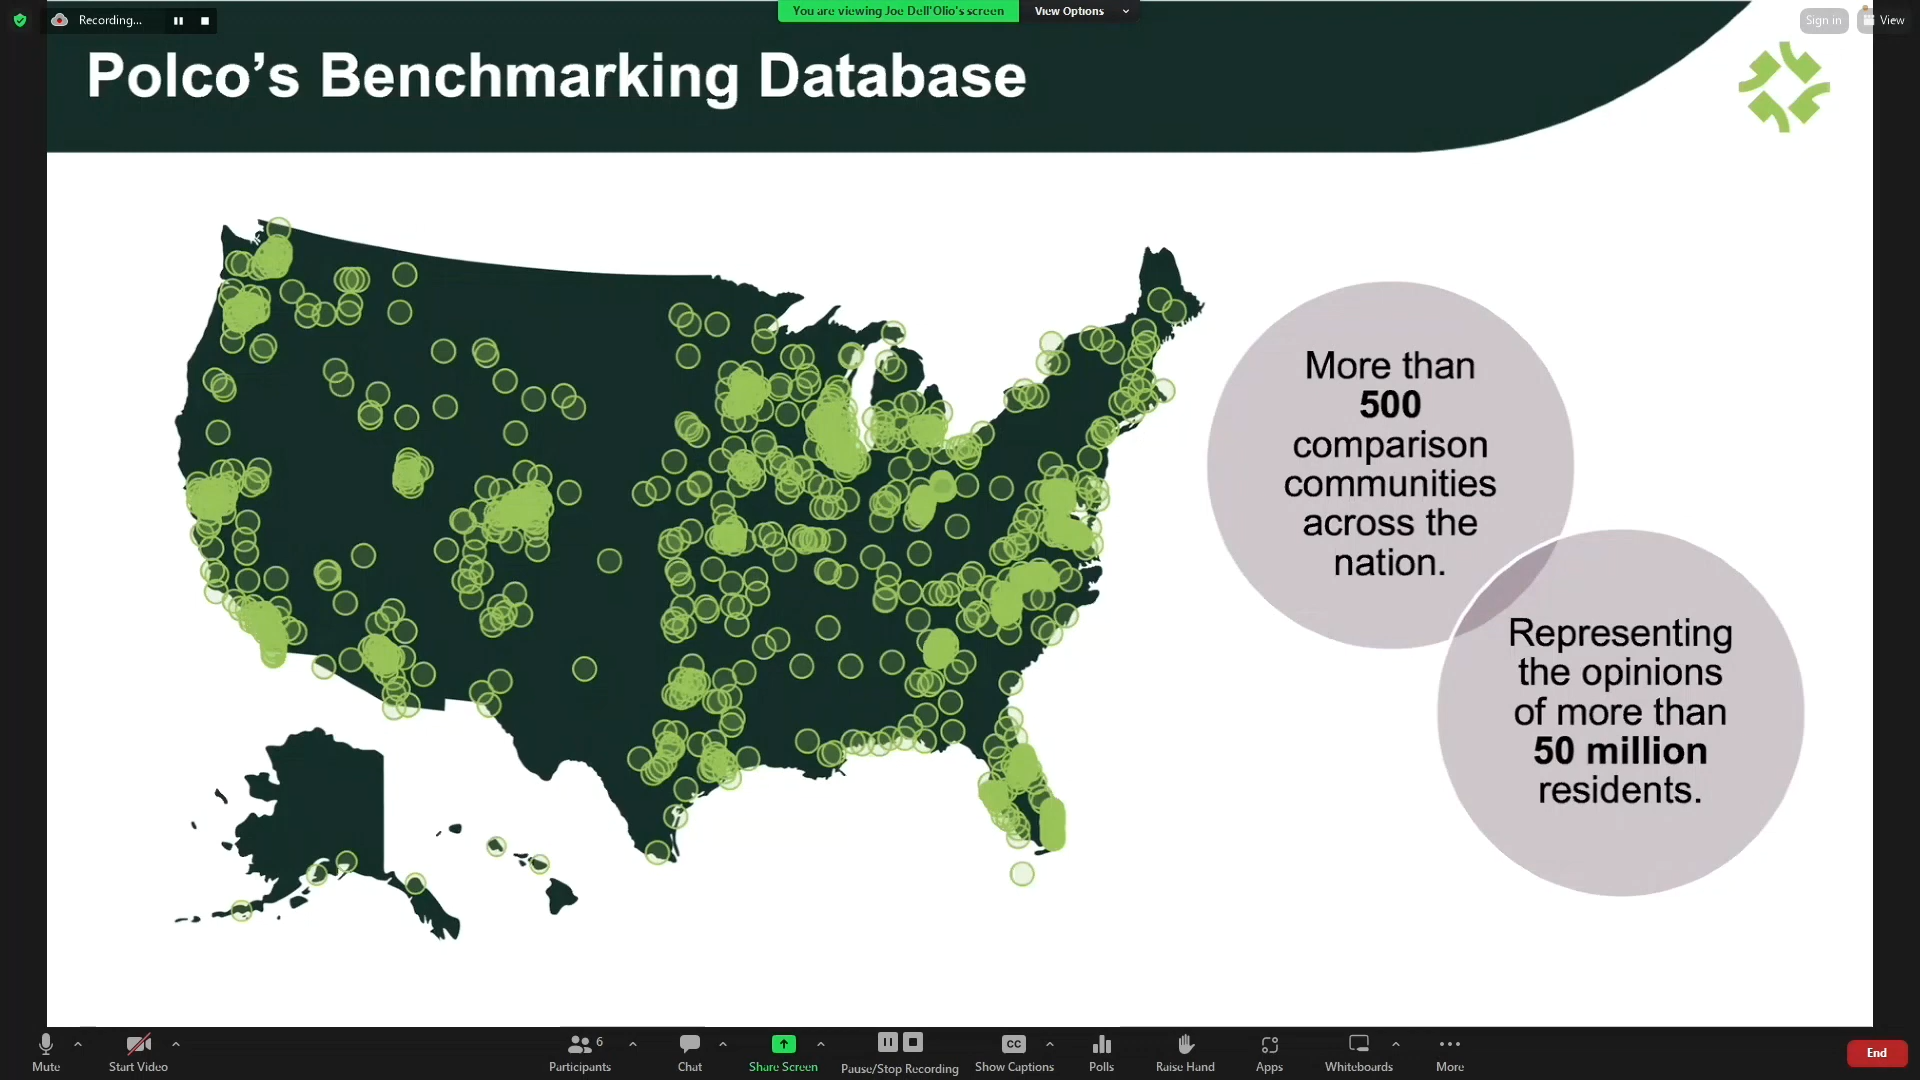 Recording...
You are viewing Joe Dell'Olio's screen
View Options
Sign in
View
Polco's Benchmarking Database
More than
500
comparison
communities
across the
nation.
Representing
the opinions
of more than
50 million
residents.
Mute
Start Video
6
Participants
Chat
Share Screen
Pause/Stop Recording
CC
Show Captions
Polls
Raise Hand
Apps
Whiteboards
More
End